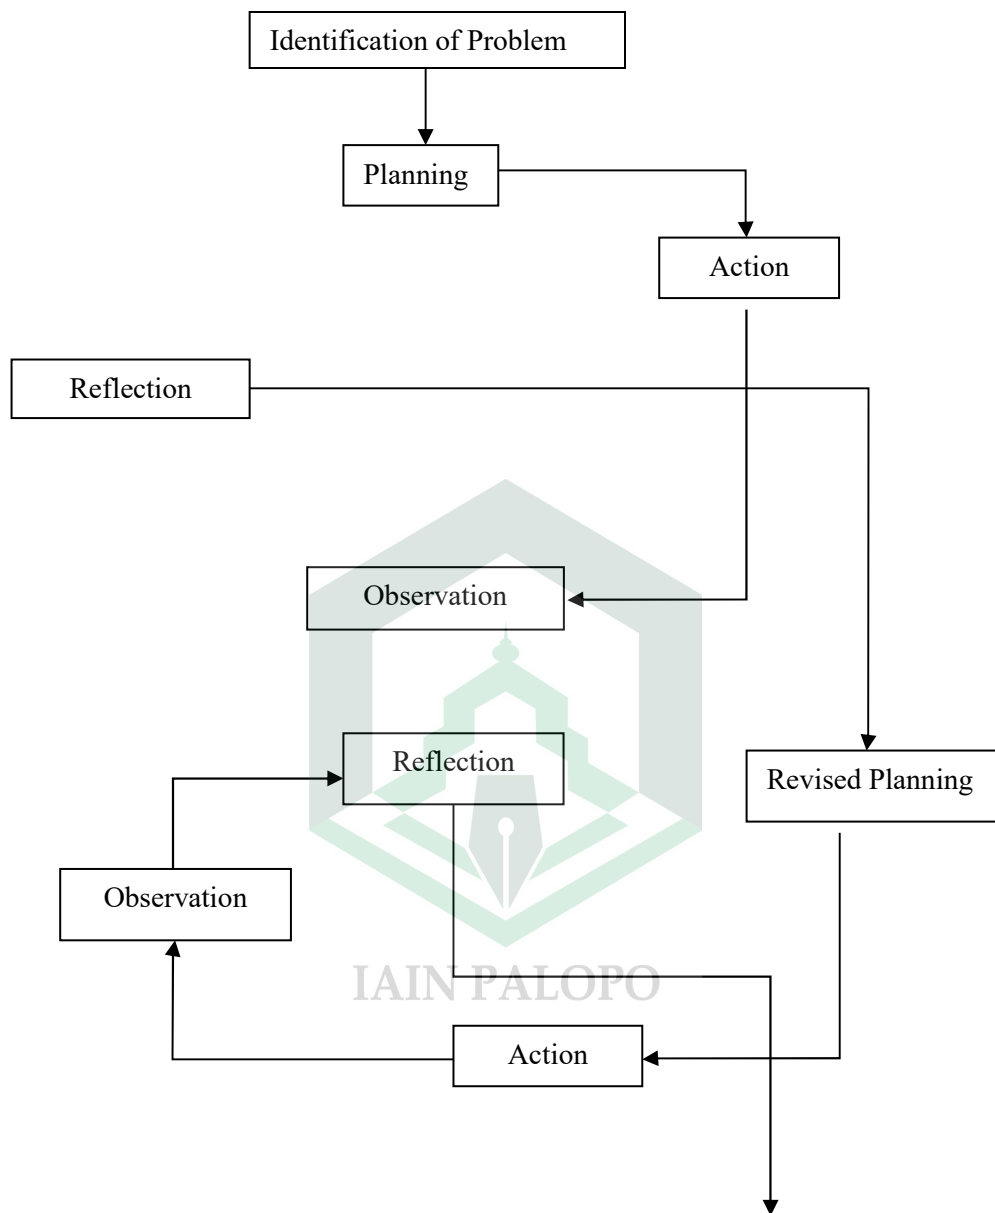 Identification of Problem
Planning
Action
Reflection
Observation
Reflection
Revised Planning
Observation
IAIN PALOPO
Action